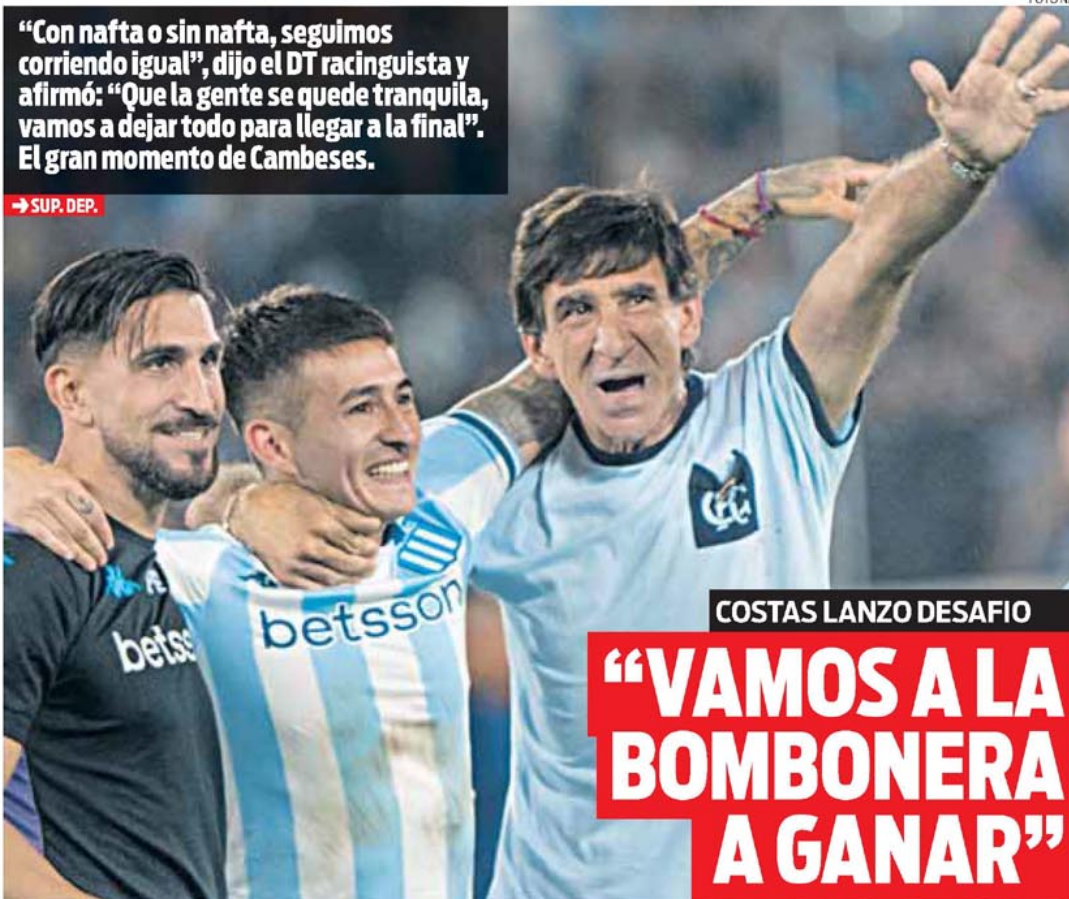 “Con nafta o sin nafta, seguimos
corriendo igual”, dijo el DT racinguista y
afirmó: “Que la gente se quede tranquila,
vamos a dejar todo para llegar a la final”.
El gran momento de Cambeses.
→ SUP. DEP.
betsson
betss
COSTAS LANZO DESAFIO
“VAMOS A LA
BOMBONERA
A GANAR”